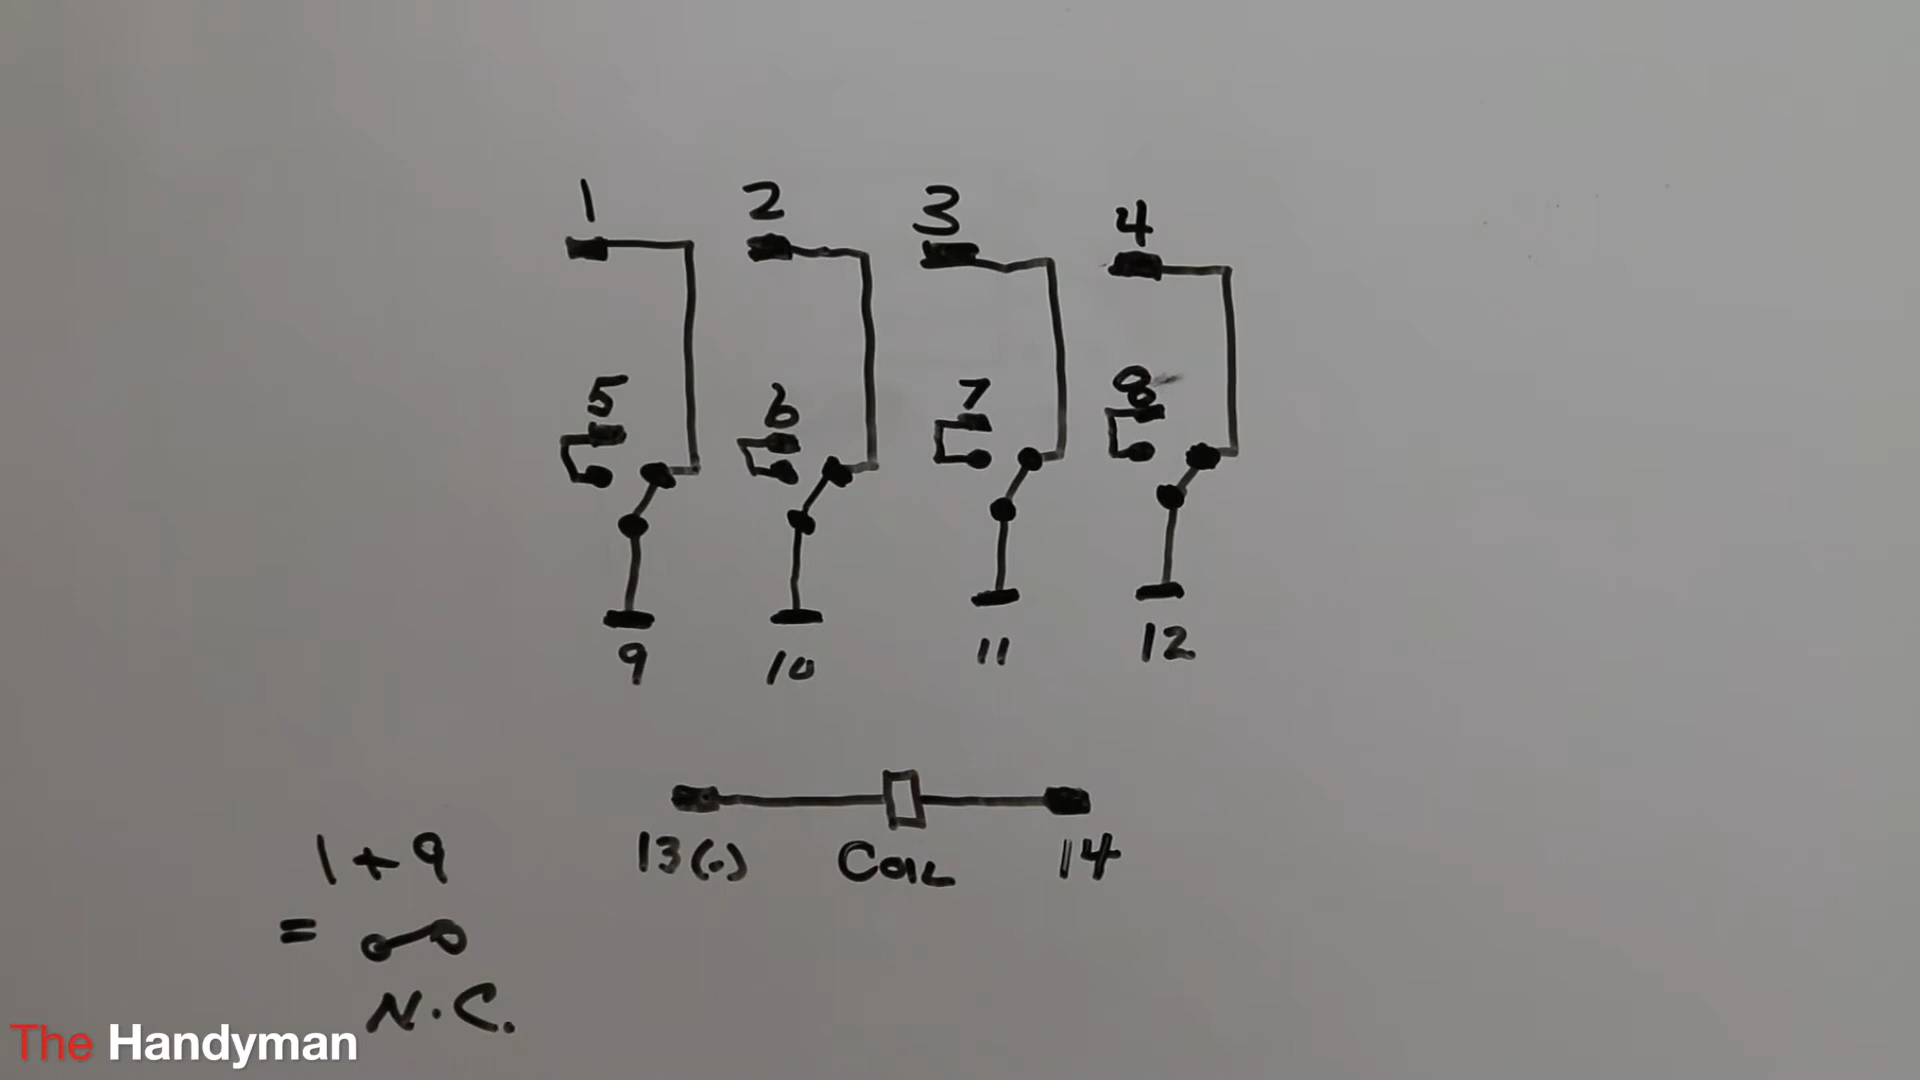 1 2 3 4
5 6 7 8
9 10 11 12
13(-) COIL 14
1 + 9
=
N.C.
The Handyman